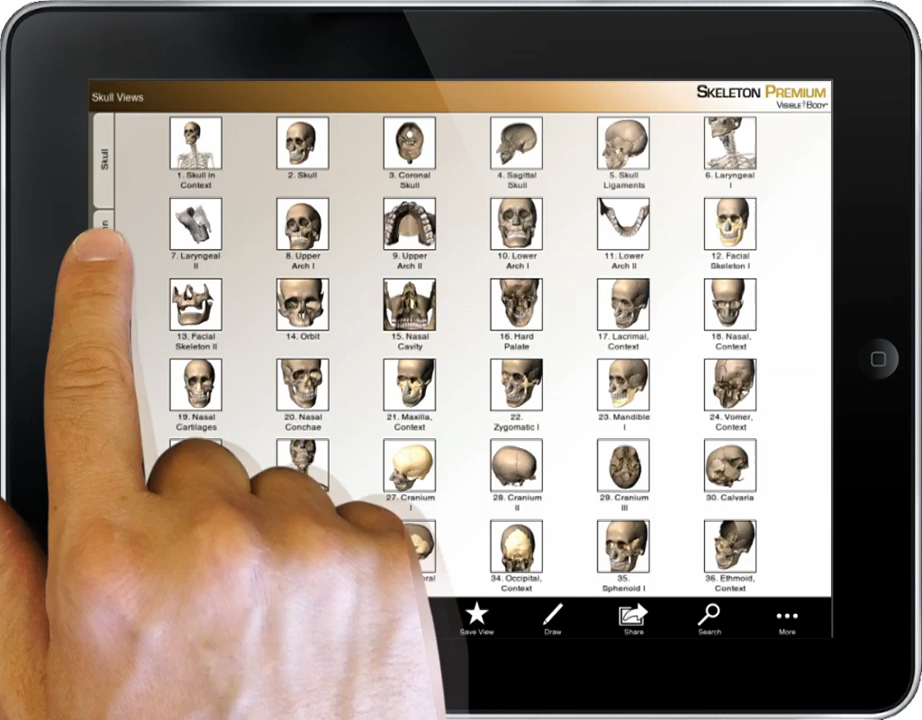 Skull Views
SKELETON PREMIUM
VISIBLE BODY
Skull
1. Skull in
Context
2. Skull
3. Coronal
Skull
4. Sagittal
Skull
5. Skull
Ligaments
6. Laryngeal
I
7. Laryngeal
II
8. Upper
Arch I
9. Upper
Arch II
10. Lower
Arch I
11. Lower
Arch II
12. Facial
Skeleton I
13. Facial
Skeleton II
14. Orbit
15. Nasal
Cavity
16. Hard
Palate
17. Lacrimal,
Context
18. Nasal,
Context
19. Nasal
Cartilages
20. Nasal
Conchae
21. Maxilla,
Context
22.
Zygomatic I
23. Mandible
I
24. Vomer,
Context
27. Cranium
I
28. Cranium
II
29. Cranium
III
30. Calvaria
34. Occipital,
Context
35.
Sphenoid I
36. Ethmoid,
Context
Save View
Draw
Share
Search
More